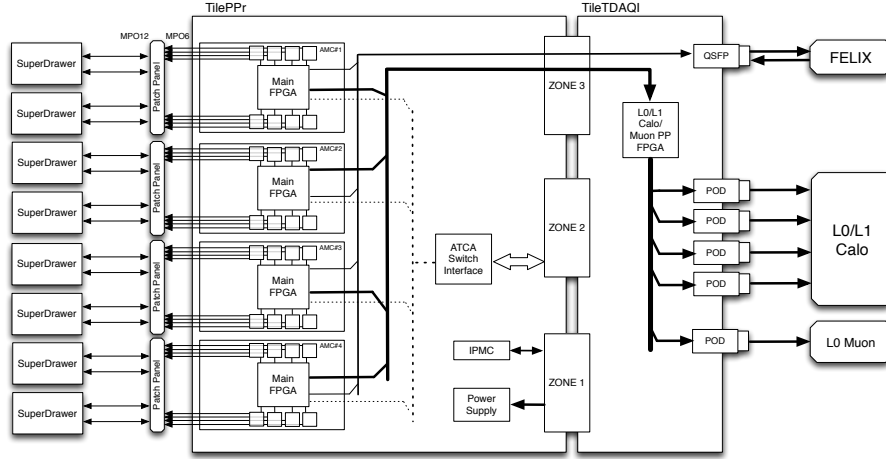 TilePPr
TileTDAQI
MPO12
MPO6
SuperDrawer
SuperDrawer
SuperDrawer
SuperDrawer
SuperDrawer
SuperDrawer
SuperDrawer
SuperDrawer
Patch Panel
Patch Panel
Patch Panel
Patch Panel
AMC#1
Main
FPGA
AMC#2
Main
FPGA
AMC#3
Main
FPGA
AMC#4
Main
FPGA
ATCA
Switch
Interface
IPMC
Power
Supply
ZONE 3
ZONE 2
ZONE 1
L0/L1
Calo/
Muon PP
FPGA
QSFP
POD
POD
POD
POD
POD
FELIX
L0/L1
Calo
L0 Muon